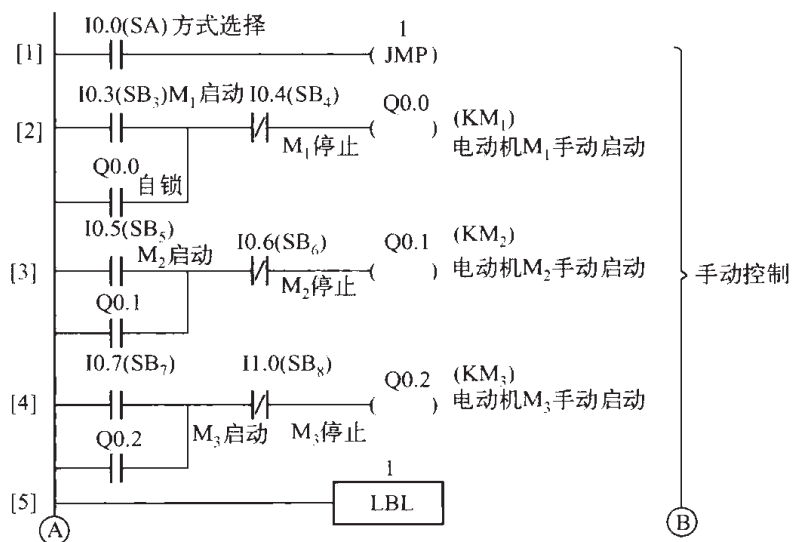 I0.0(SA) 方式选择
1
[1]
( JMP)
I0.3(SB₃)M₁ 启动 I0.4(SB₄)
Q0.0
[2]
( )
(KM₁)
M₁停止
电动机M₁手动启动
Q0.0
自锁
I0.5(SB₅)
M₂启动
I0.6(SB₆)
Q0.1
(KM₂)
[3]
( )
电动机M₂手动启动
手动控制
M₂停止
Q0.1
I0.7(SB₇)
I1.0(SB₈)
Q0.2
(KM₃)
[4]
( )
电动机M₃手动启动
M₃启动
M₃停止
Q0.2
1
[5]
LBL
A
B